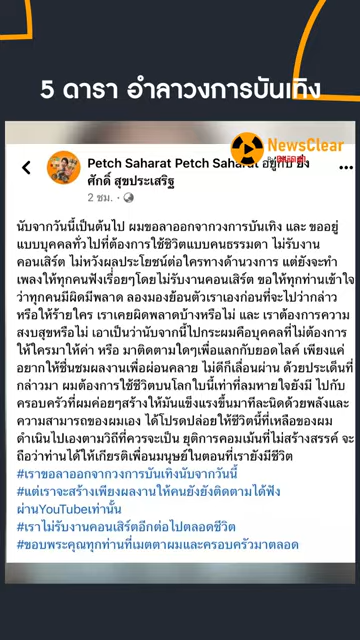 5 ดารา อำลาวงการบันเทิง
NewsClear
Petch Saharat Petch Saharat อยู่กับ ยิ่ง
ศักดิ์ สุขประเสริฐ
2 ชม.
นับจากวันนี้เป็นต้นไป ผมขอลาออกจากวงการบันเทิง และ ขออยู่
แบบบุคคลทั่วไปที่ต้องการใช้ชีวิตแบบคนธรรมดา ไม่รับงาน
คอนเสิร์ต ไม่หวังผลประโยชน์ต่อใครทางด้านวงการ แต่ยังจะทำ
เพลงให้ทุกคนฟังเรื่อยๆโดยไม่รับงานคอนเสิร์ต ขอให้ทุกท่านเข้าใจ
ว่าทุกคนมีผิดมีพลาด ลองมองย้อนตัวเราเองก่อนที่จะไปว่ากล่าว
หรือให้ร้ายใคร เราเคยผิดพลาดบ้างหรือไม่ และ เราต้องการความ
สงบสุขหรือไม่ เอาเป็นว่านับจากนี้ไปกระผมคือบุคคลที่ไม่ต้องการ
ให้ใครมาให้ค่า หรือ มาติดตามใดๆเพื่อแลกกับยอดไลค์ เพียงแค่
อยากให้ชื่นชมผลงานเพื่อผ่อนคลาย ไม่ดีก็เลื่อนผ่าน ด้วยประเด็นที่
กล่าวมา ผมต้องการใช้ชีวิตบนโลกใบนี้เท่าที่ลมหายใจยังมี ไปกับ
ครอบครัวที่ผมค่อยๆสร้างให้มันแข็งแรงขึ้นมาทีละนิดด้วยพลังและ
ความสามารถของผมเอง ได้โปรดปล่อยให้ชีวิตนี้ที่เหลือของผม
ดำเนินไปเองตามวิถีที่ควรจะเป็น ยุติการคอมเม้นที่ไม่สร้างสรรค์ จะ
ถือว่าท่านได้ให้เกียรติเพื่อนมนุษย์ในตอนที่เรายังมีชีวิต
#เราขอลาออกจากวงการบันเทิงนับจากวันนี้
#แต่เราจะสร้างเพียงผลงานให้คนยังยังติดตามได้ฟัง
ผ่านYouTubeเท่านั้น
#เราไม่รับงานคอนเสิร์ตอีกต่อไปตลอดชีวิต
#ขอบพระคุณทุกท่านที่เมตตาผมและครอบครัวมาตลอด